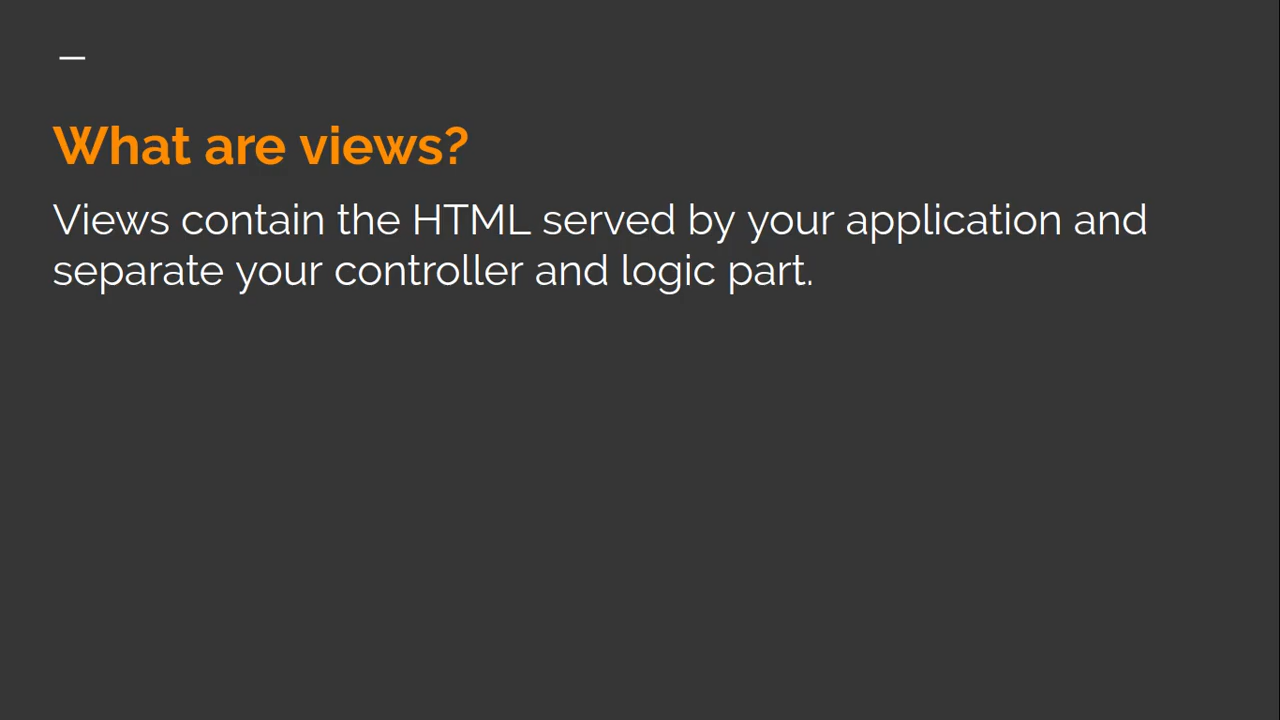 What are views?
Views contain the HTML served by your application and
separate your controller and logic part.